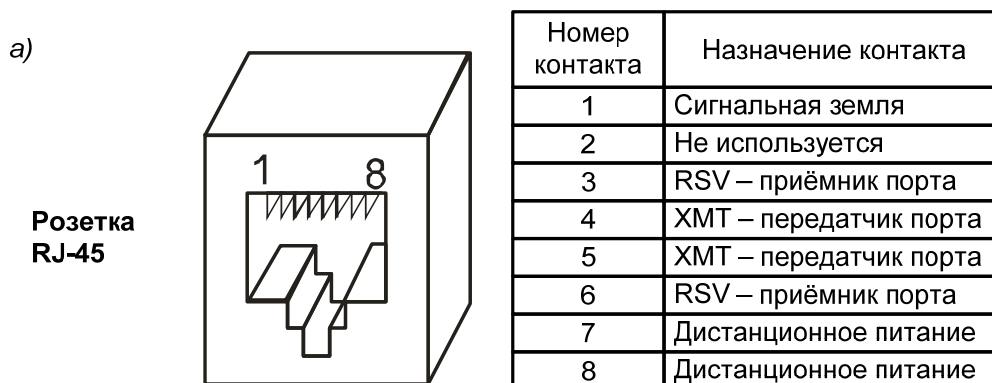 а)
Розетка
RJ-45
1 8
Номер контакта Назначение контакта
1 Сигнальная земля
2 Не используется
3 RSV – приёмник порта
4 XMT – передатчик порта
5 XMT – передатчик порта
6 RSV – приёмник порта
7 Дистанционное питание
8 Дистанционное питание